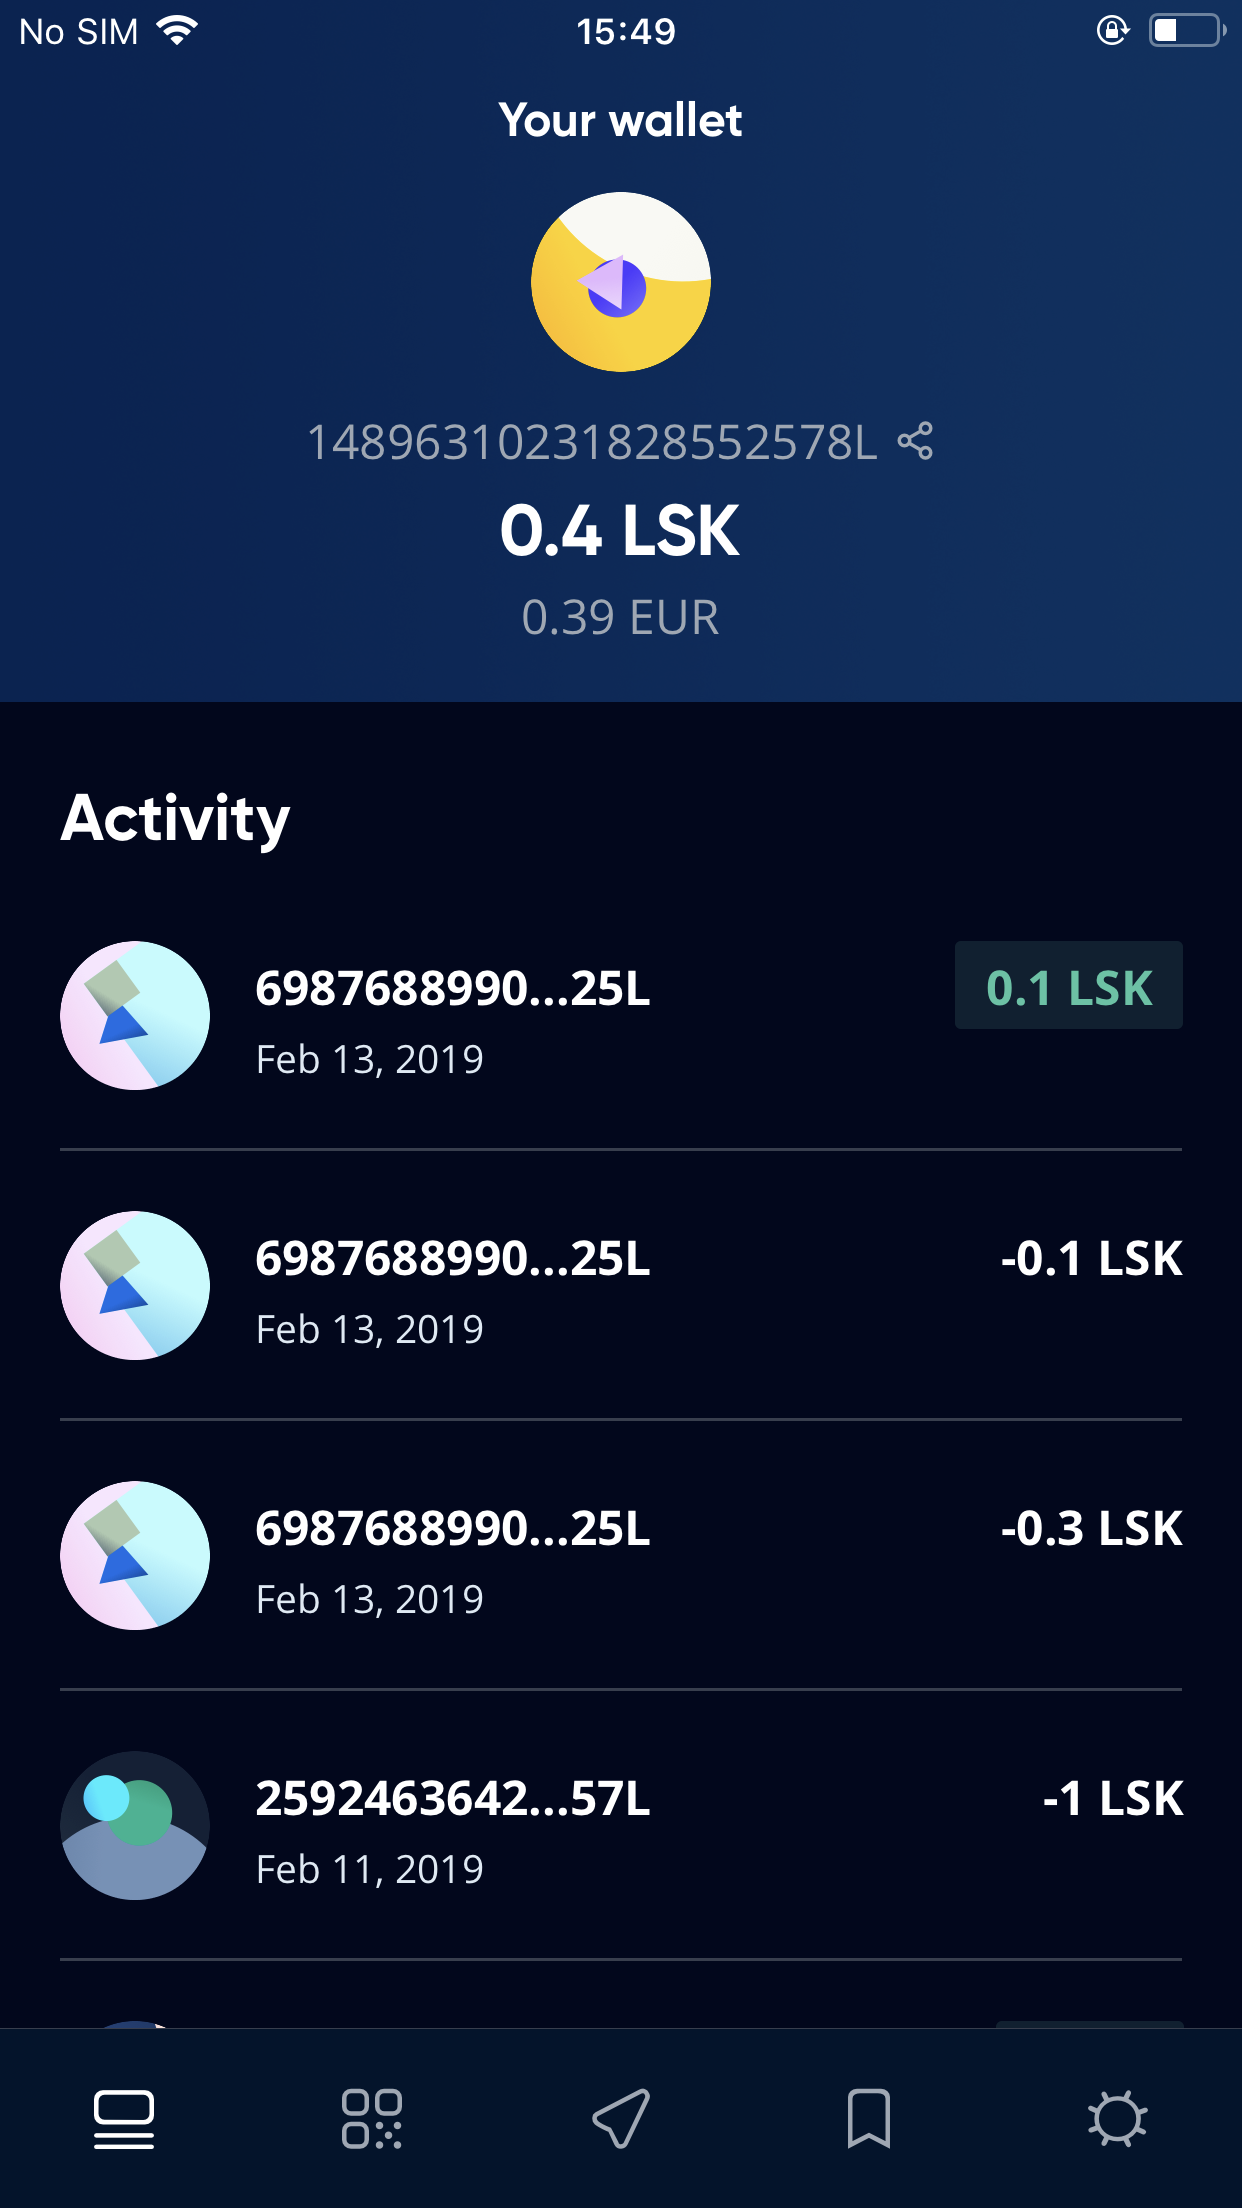 No SIM 15:49
Your wallet
14896310231828552578L
0.4 LSK
0.39 EUR
Activity
6987688990...25L 0.1 LSK
Feb 13, 2019
6987688990...25L -0.1 LSK
Feb 13, 2019
6987688990...25L -0.3 LSK
Feb 13, 2019
2592463642...57L -1 LSK
Feb 11, 2019